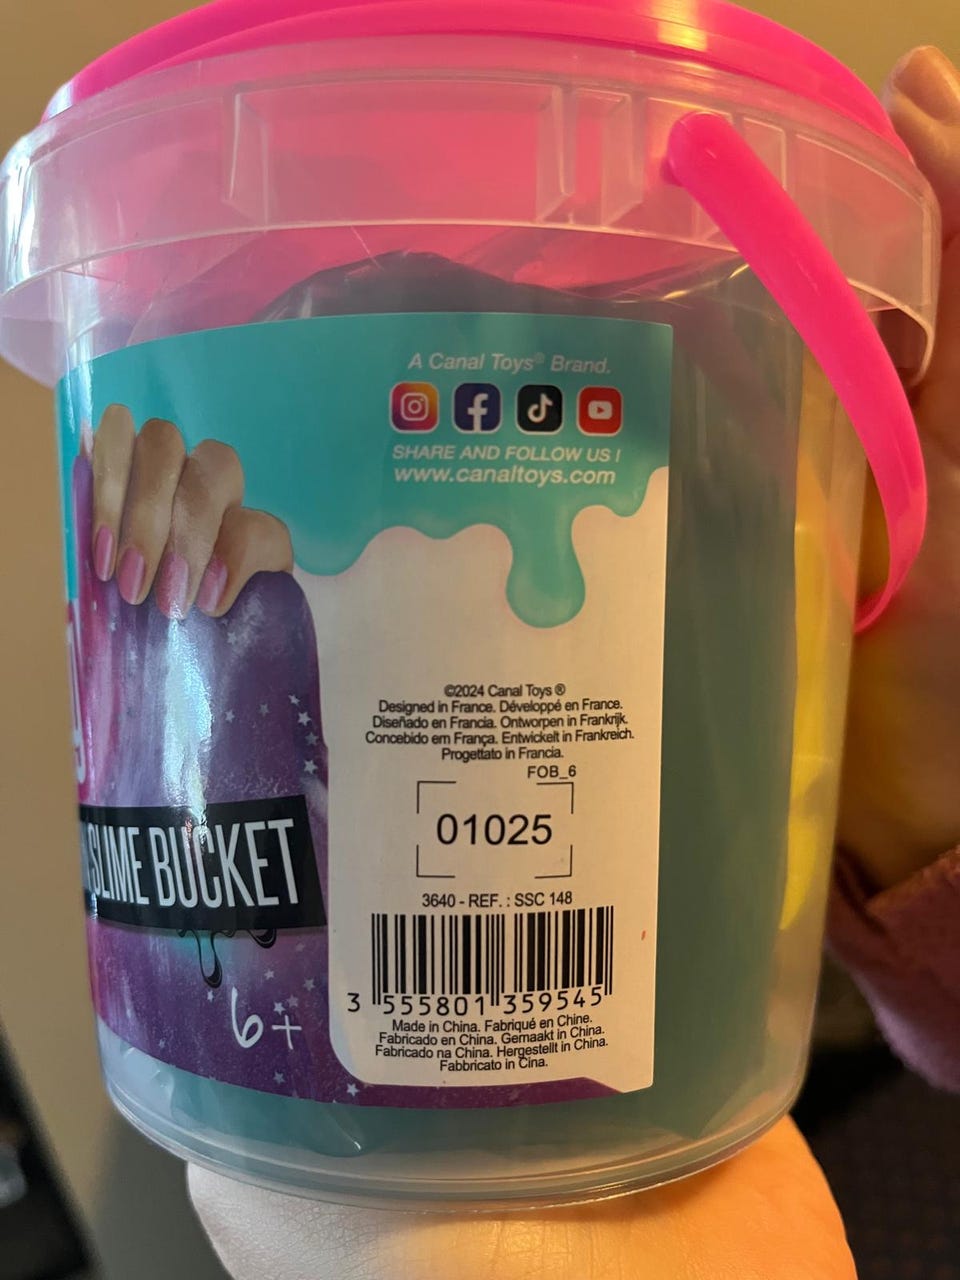 A Canal Toys® Brand.
SHARE AND FOLLOW US !
www.canaltoys.com
©2024 Canal Toys ®
Designed in France. Développé en France.
Diseñado en Francia. Ontworpen in Frankrijk.
Concebido em França. Entwickelt in Frankreich.
Progettato in Francia.
FOB_6
01025
3640 - REF. : SSC 148
3 555801 359545
Made in China. Fabriqué en Chine.
Fabricado en China. Gemaakt in China.
Fabricado na China. Hergestellt in China.
Fabbricato in Cina.
SLIME BUCKET
6+